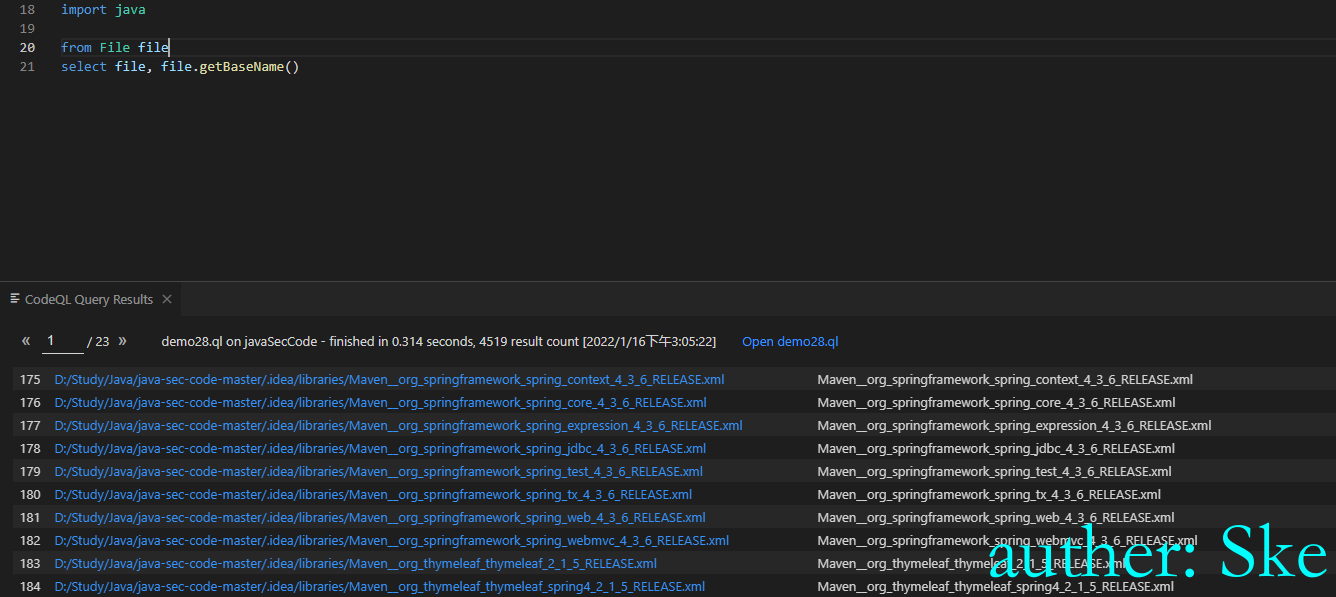 18 import java
19
20 from File file
21 select file, file.getBaseName()
CodeQL Query Results ×
« 1 / 23 » demo28.ql on javaSecCode - finished in 0.314 seconds, 4519 result count [2022/1/16下午3:05:22] Open demo28.ql
175 D:/Study/Java/java-sec-code-master/.idea/libraries/Maven__org_springframework_spring_context_4_3_6_RELEASE.xml Maven__org_springframework_spring_context_4_3_6_RELEASE.xml
176 D:/Study/Java/java-sec-code-master/.idea/libraries/Maven__org_springframework_spring_core_4_3_6_RELEASE.xml Maven__org_springframework_spring_core_4_3_6_RELEASE.xml
177 D:/Study/Java/java-sec-code-master/.idea/libraries/Maven__org_springframework_spring_expression_4_3_6_RELEASE.xml Maven__org_springframework_spring_expression_4_3_6_RELEASE.xml
178 D:/Study/Java/java-sec-code-master/.idea/libraries/Maven__org_springframework_spring_jdbc_4_3_6_RELEASE.xml Maven__org_springframework_spring_jdbc_4_3_6_RELEASE.xml
179 D:/Study/Java/java-sec-code-master/.idea/libraries/Maven__org_springframework_spring_test_4_3_6_RELEASE.xml Maven__org_springframework_spring_test_4_3_6_RELEASE.xml
180 D:/Study/Java/java-sec-code-master/.idea/libraries/Maven__org_springframework_spring_tx_4_3_6_RELEASE.xml Maven__org_springframework_spring_tx_4_3_6_RELEASE.xml
181 D:/Study/Java/java-sec-code-master/.idea/libraries/Maven__org_springframework_spring_web_4_3_6_RELEASE.xml Maven__org_springframework_spring_web_4_3_6_RELEASE.xml
182 D:/Study/Java/java-sec-code-master/.idea/libraries/Maven__org_springframework_spring_webmvc_4_3_6_RELEASE.xml Maven__org_springframework_spring_webmvc_4_3_6_RELEASE.xml
183 D:/Study/Java/java-sec-code-master/.idea/libraries/Maven__org_thymeleaf_thymeleaf_2_1_5_RELEASE.xml Maven__org_thymeleaf_thymeleaf_2_1_5_RELEASE.xml
184 D:/Study/Java/java-sec-code-master/.idea/libraries/Maven__org_thymeleaf_thymeleaf_spring4_2_1_5_RELEASE.xml Maven__org_thymeleaf_thymeleaf_spring4_2_1_5_RELEASE.xml
auther: Ske